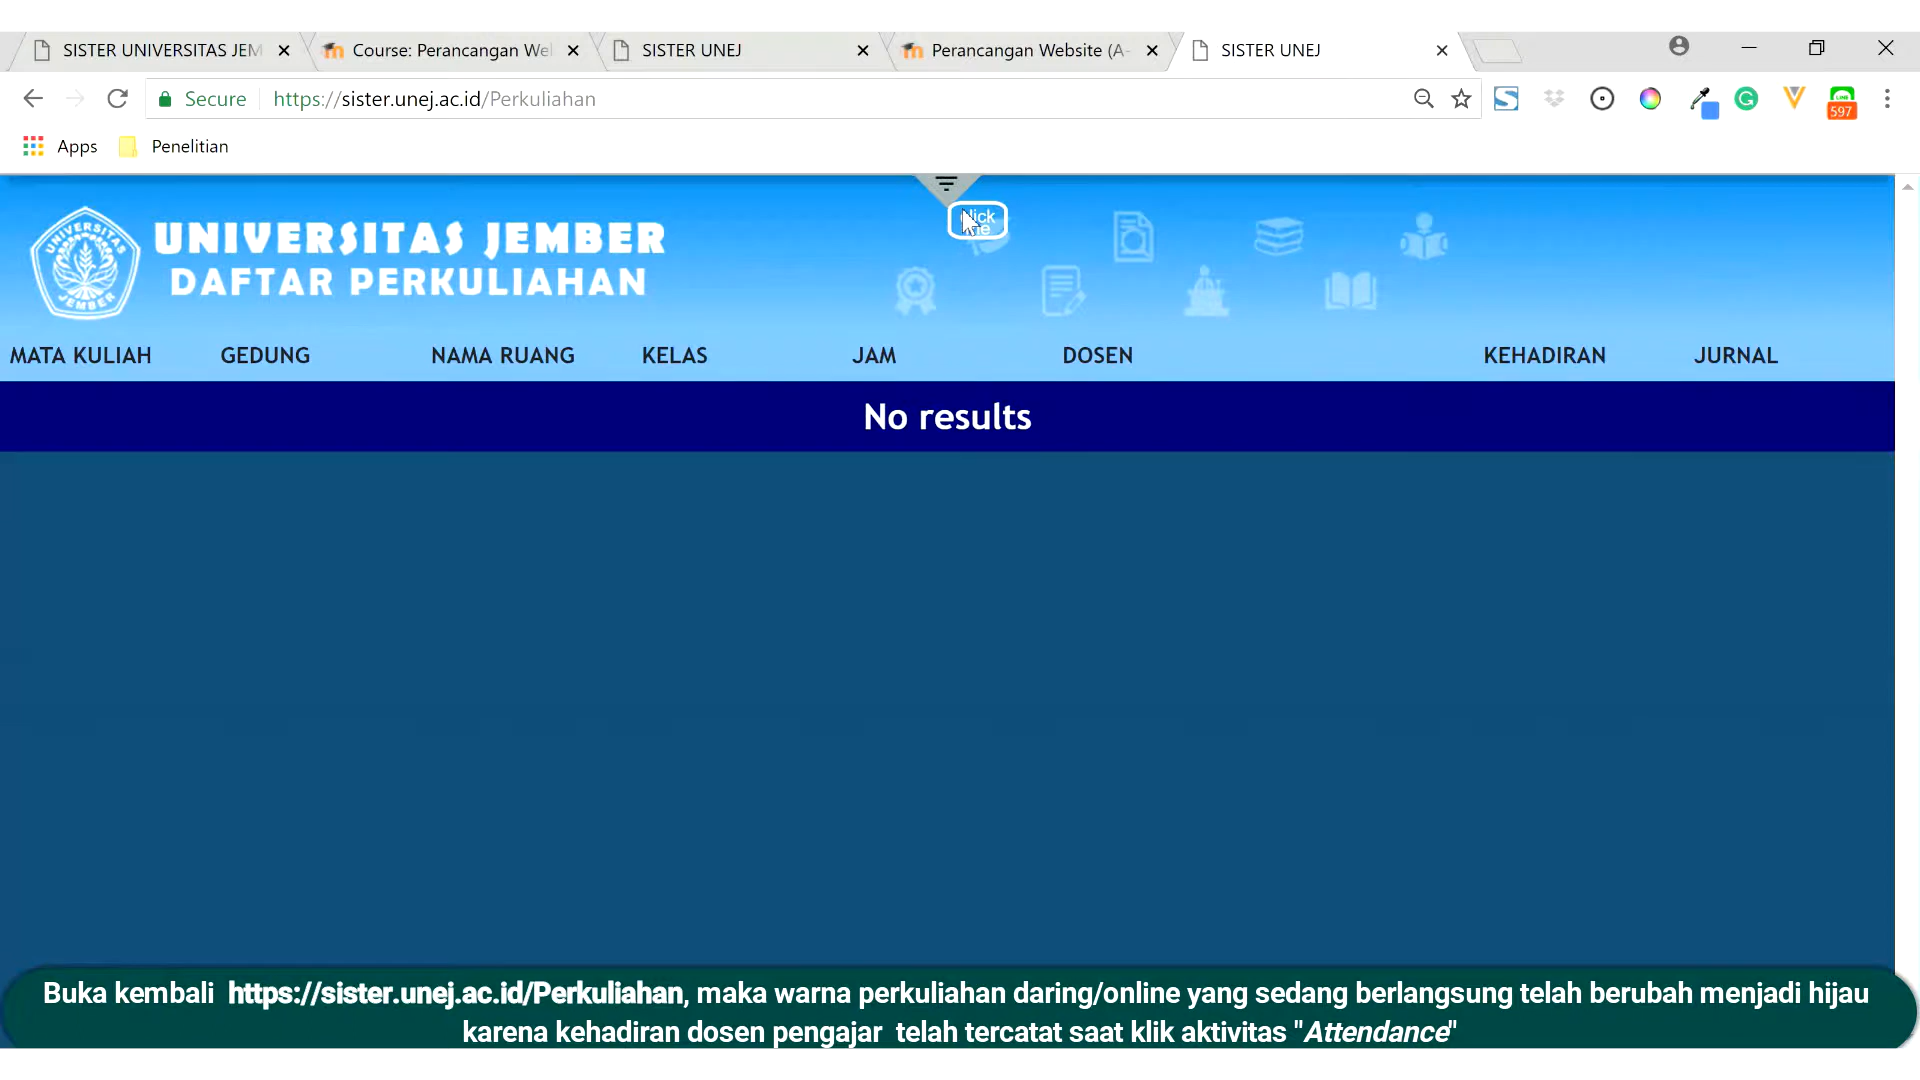 SISTER UNIVERSITAS JEM
Course: Perancangan We
SISTER UNEJ
Perancangan Website (A-
SISTER UNEJ
Secure
https://sister.unej.ac.id/Perkuliahan
LINE
597
Apps
Penelitian
UNIVERSITAS JEMBER
DAFTAR PERKULIAHAN
UNIVERSITAS
JEMBER
MATA KULIAH
GEDUNG
NAMA RUANG
KELAS
JAM
DOSEN
KEHADIRAN
JURNAL
No results
Buka kembali https://sister.unej.ac.id/Perkuliahan, maka warna perkuliahan daring/online yang sedang berlangsung telah berubah menjadi hijau
karena kehadiran dosen pengajar telah tercatat saat klik aktivitas "Attendance"